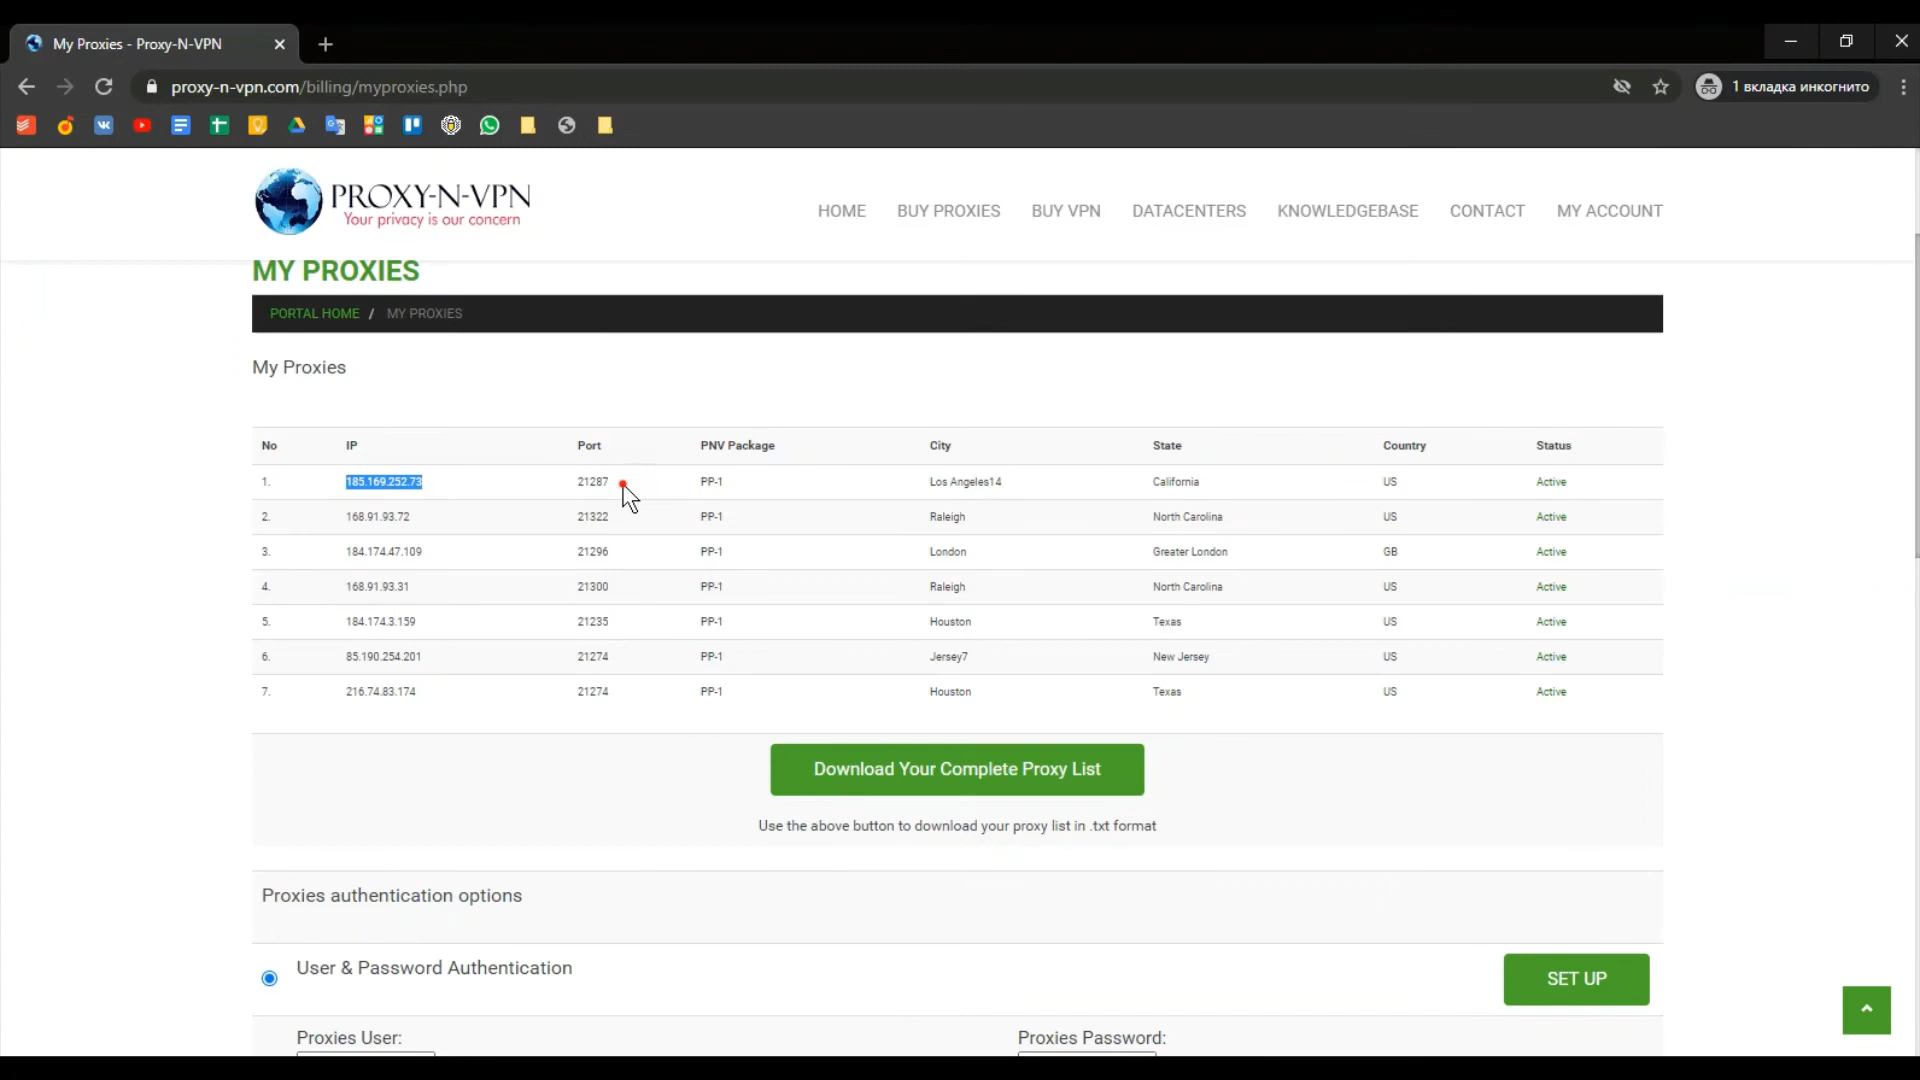 My Proxies - Proxy-N-VPN
proxy-n-vpn.com/billing/myproxies.php
1 вкладка инкогнито
PROXY-N-VPN
Your privacy is our concern
HOME BUY PROXIES BUY VPN DATACENTERS KNOWLEDGEBASE CONTACT MY ACCOUNT
MY PROXIES
PORTAL HOME / MY PROXIES
My Proxies
No IP Port PNV Package City State Country Status
1. 185.169.252.73 21287 PP-1 Los Angeles14 California US Active
2. 168.91.93.72 21322 PP-1 Raleigh North Carolina US Active
3. 184.174.47.109 21296 PP-1 London Greater London GB Active
4. 168.91.93.31 21300 PP-1 Raleigh North Carolina US Active
5. 184.174.3.159 21235 PP-1 Houston Texas US Active
6. 85.190.254.201 21274 PP-1 Jersey7 New Jersey US Active
7. 216.74.83.174 21274 PP-1 Houston Texas US Active
Download Your Complete Proxy List
Use the above button to download your proxy list in .txt format
Proxies authentication options
User & Password Authentication
SET UP
Proxies User: Proxies Password: